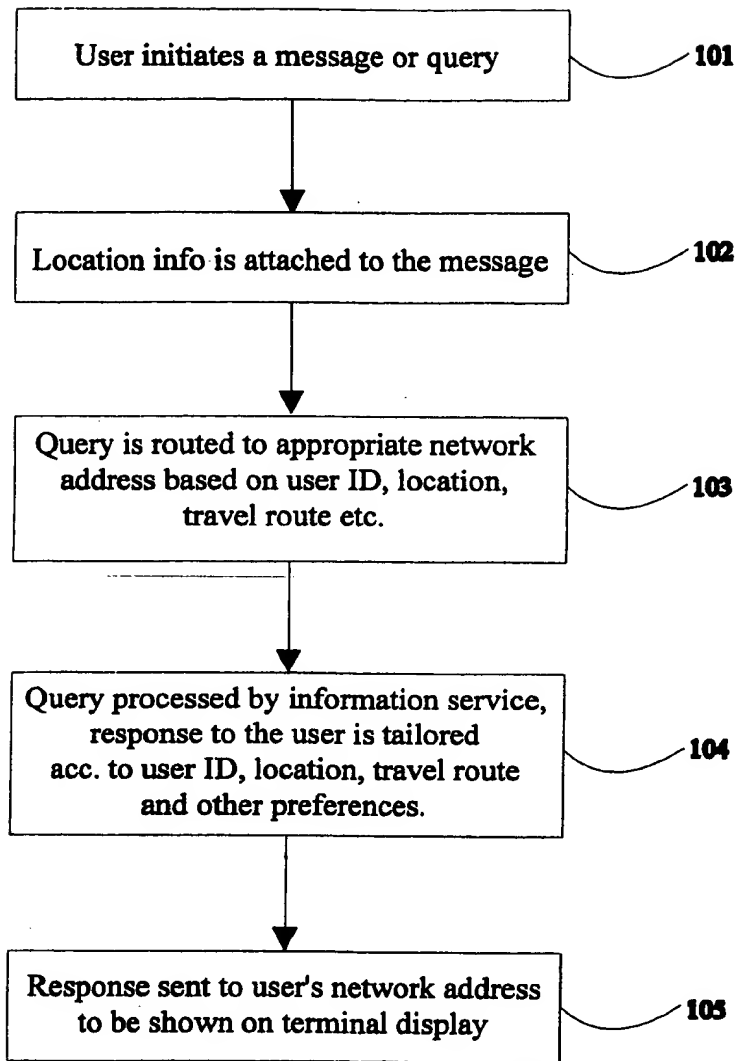 User initiates a message or query
101
Location info is attached to the message
102
Query is routed to appropriate network
address based on user ID, location,
travel route etc.
103
Query processed by information service,
response to the user is tailored
acc. to user ID, location, travel route
and other preferences.
104
Response sent to user's network address
to be shown on terminal display
105